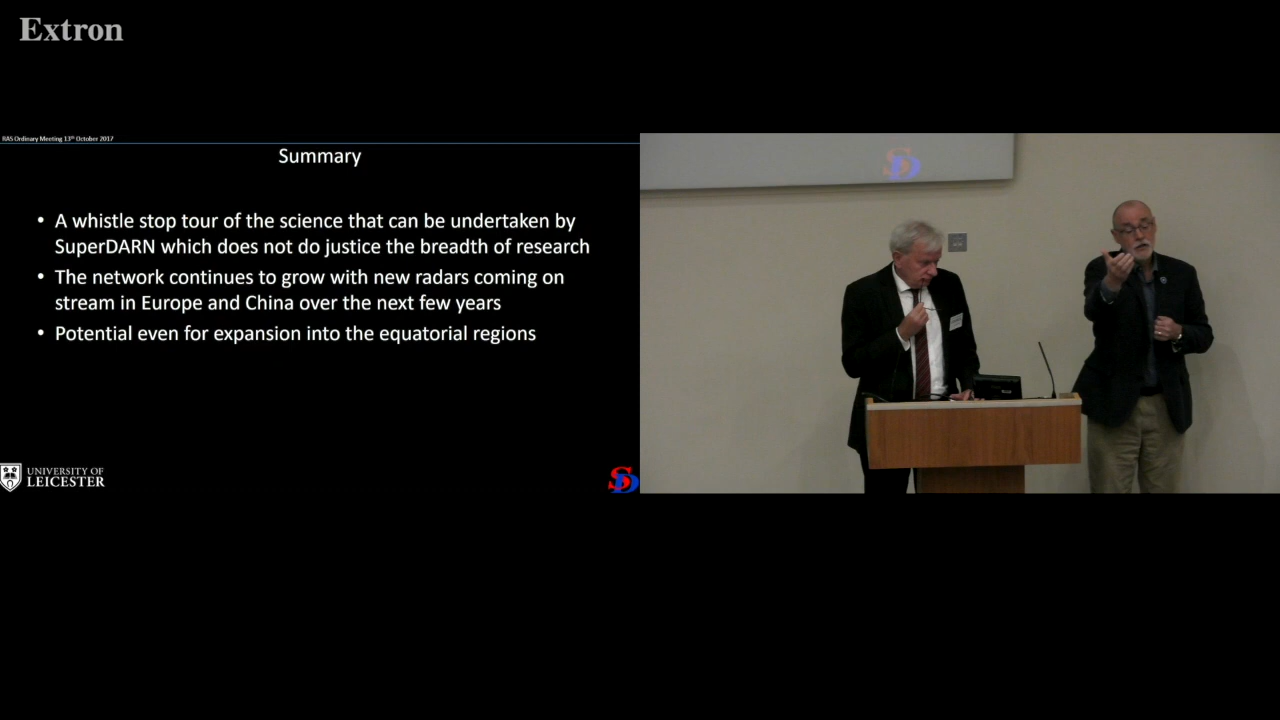 Extron
RAS Ordinary Meeting 13th October 2017
Summary
• A whistle stop tour of the science that can be undertaken by
SuperDARN which does not do justice the breadth of research
• The network continues to grow with new radars coming on
stream in Europe and China over the next few years
• Potential even for expansion into the equatorial regions
UNIVERSITY OF
LEICESTER
SD
SD